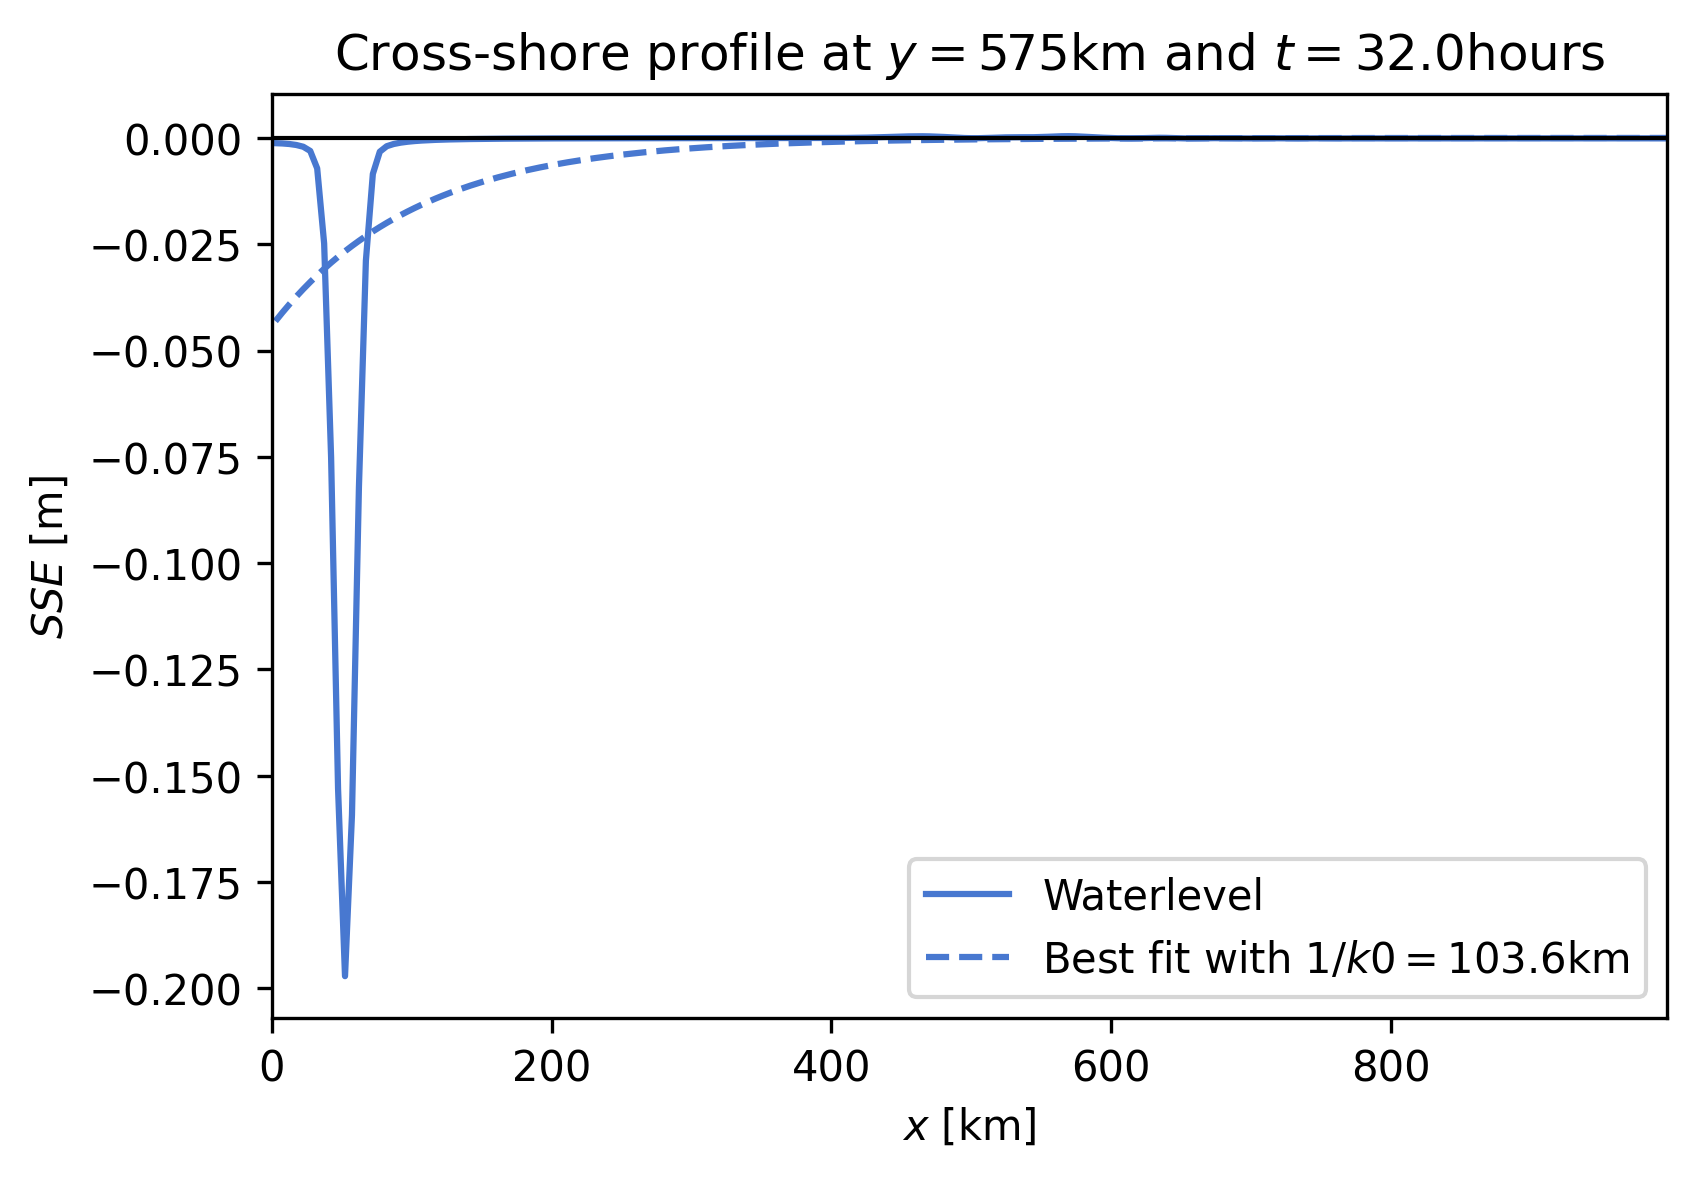 Cross-shore profile at y = 575km and t = 32.0hours
0.000
−0.025
−0.050
−0.075
−0.100
−0.125
−0.150
−0.175
−0.200
SSE [m]
Waterlevel
Best fit with 1/k0 = 103.6km
0 200 400 600 800
x [km]